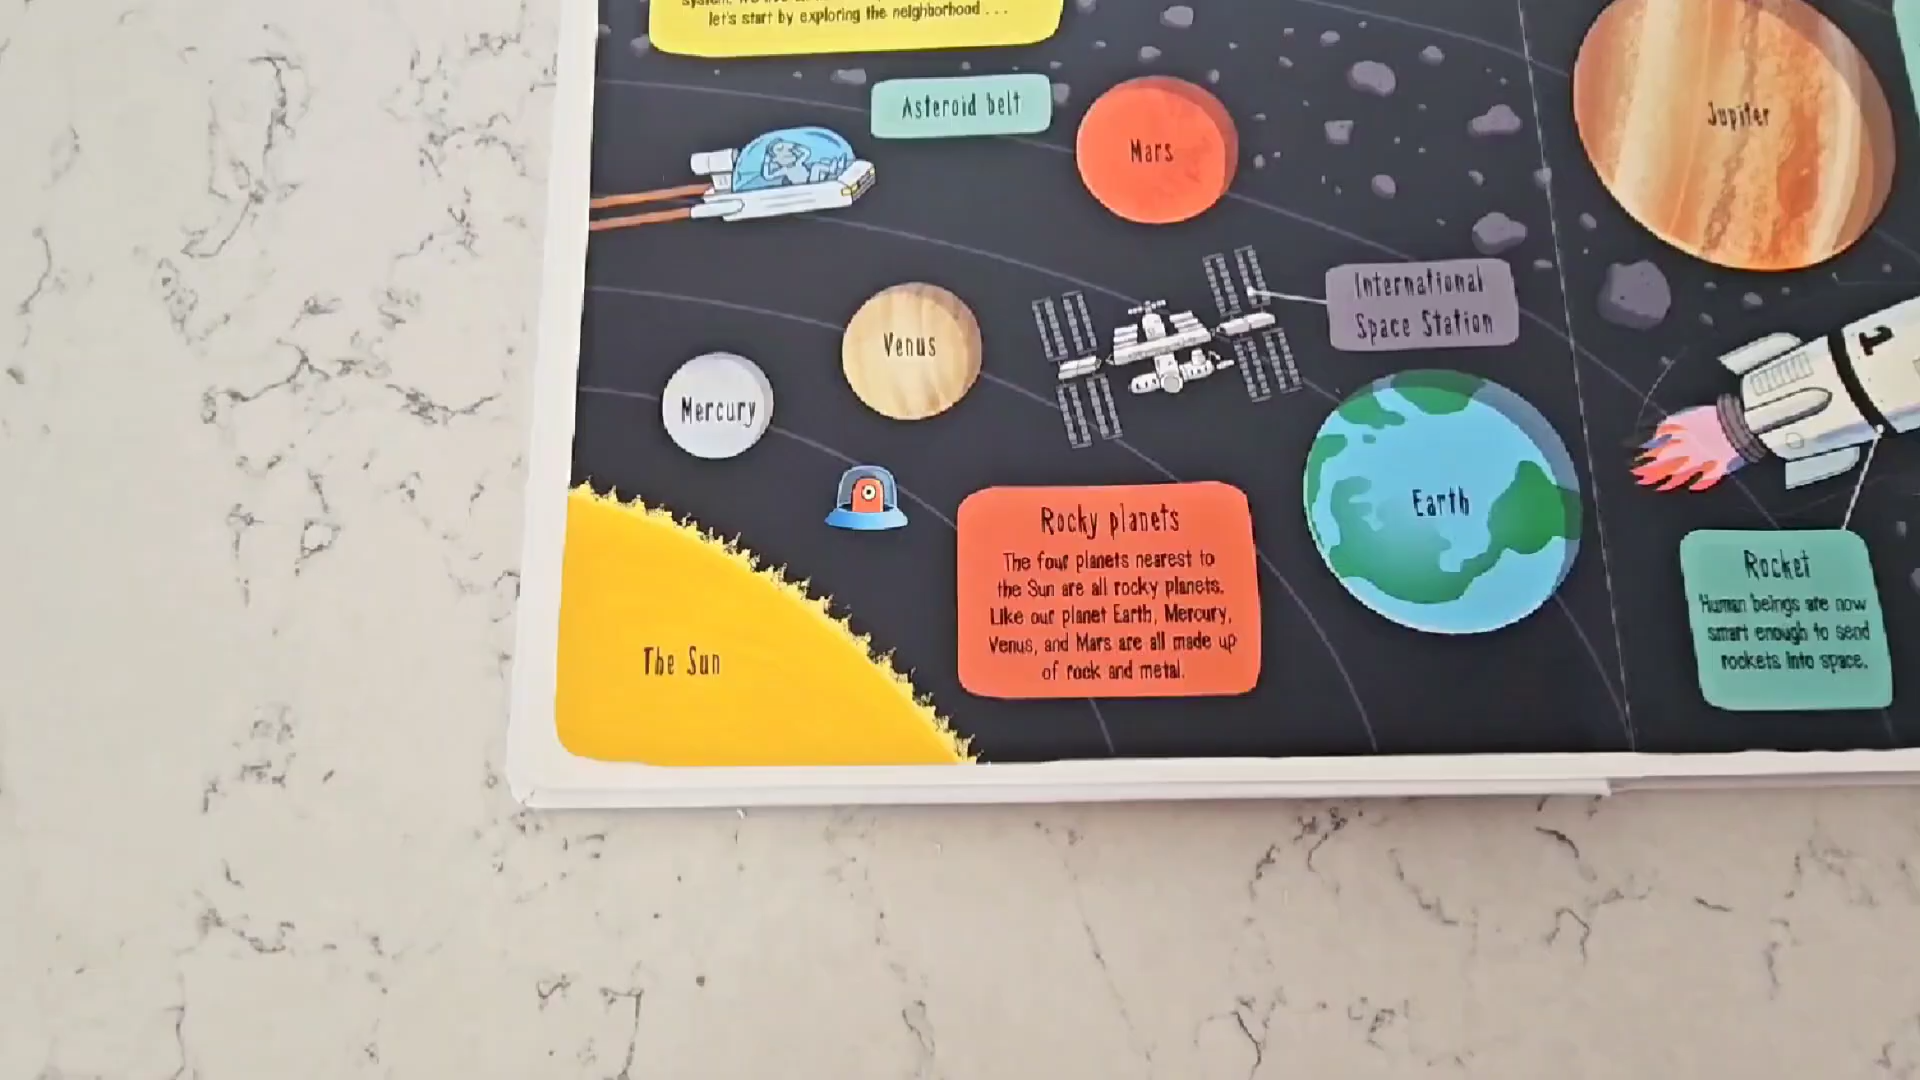 let's start by exploring the neighborhood . . .
Asteroid belt
Mars
Jupiter
International
Space Station
Venus
Mercury
Earth
Rocky planets
The four planets nearest to
the Sun are all rocky planets.
Like our planet Earth, Mercury,
Venus, and Mars are all made up
of rock and metal.
Rocket
Human beings are now
smart enough to send
rockets into space.
The Sun